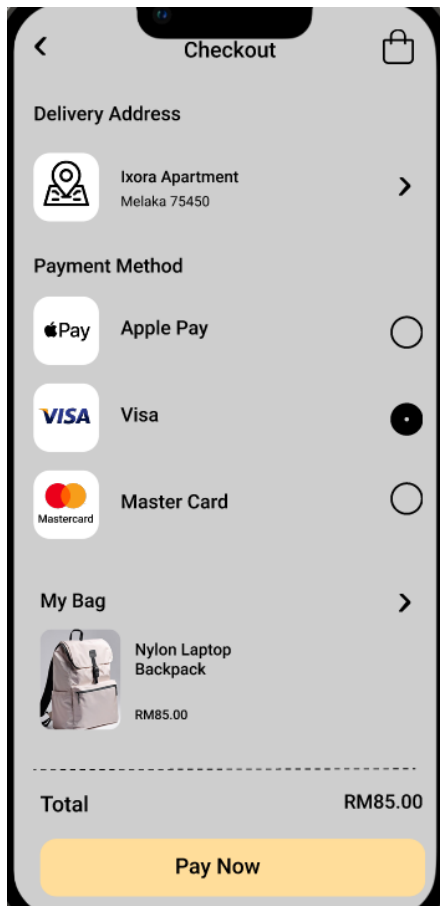 Checkout
Delivery Address
Ixora Apartment
Melaka 75450
Payment Method
Pay
Apple Pay
VISA
Visa
Mastercard
Master Card
My Bag
Nylon Laptop
Backpack
RM85.00
Total
RM85.00
Pay Now